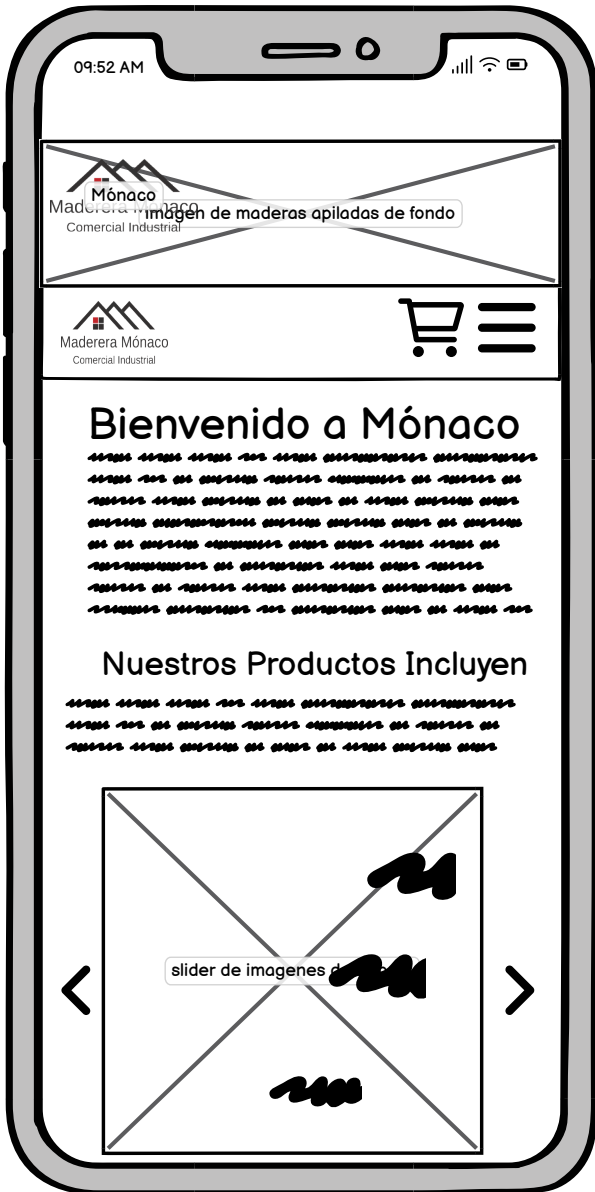 09:52 AM
Mónaco
Maderera Mónaco
Imagen de maderas apiladas de fondo
Comercial Industrial
Maderera Mónaco
Comercial Industrial
Bienvenido a Mónaco
Nuestros Productos Incluyen
slider de imagenes